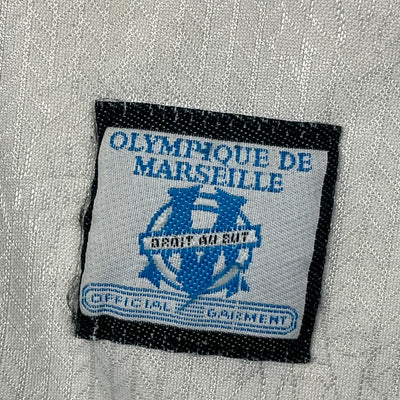 OLYMPIQUE DE
MARSEILLE
DROIT AU BUT
OFFICIAL GARMENT